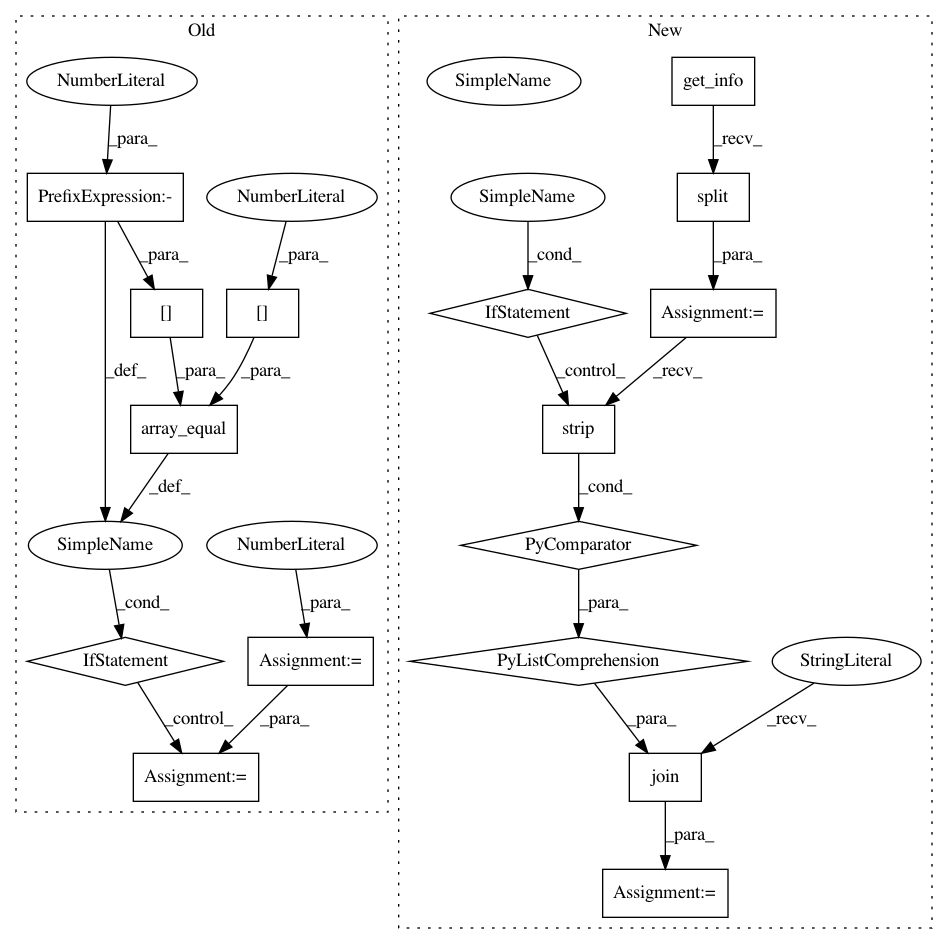 Old
New
NumberLiteral
SimpleName
get_info
_para_
_recv_
PrefixExpression:-
NumberLiteral
SimpleName
split
_para_
_para_
_cond_
_para_
[]
[]
IfStatement
Assignment:=
_def_
_para_
_para_
_control_
_recv_
array_equal
strip
_def_
_cond_
SimpleName
NumberLiteral
PyComparator
_cond_
_para_
_para_
IfStatement
Assignment:=
PyListComprehension
StringLiteral
_control_
_para_
_para_
_recv_
Assignment:=
join
_para_
Assignment:=